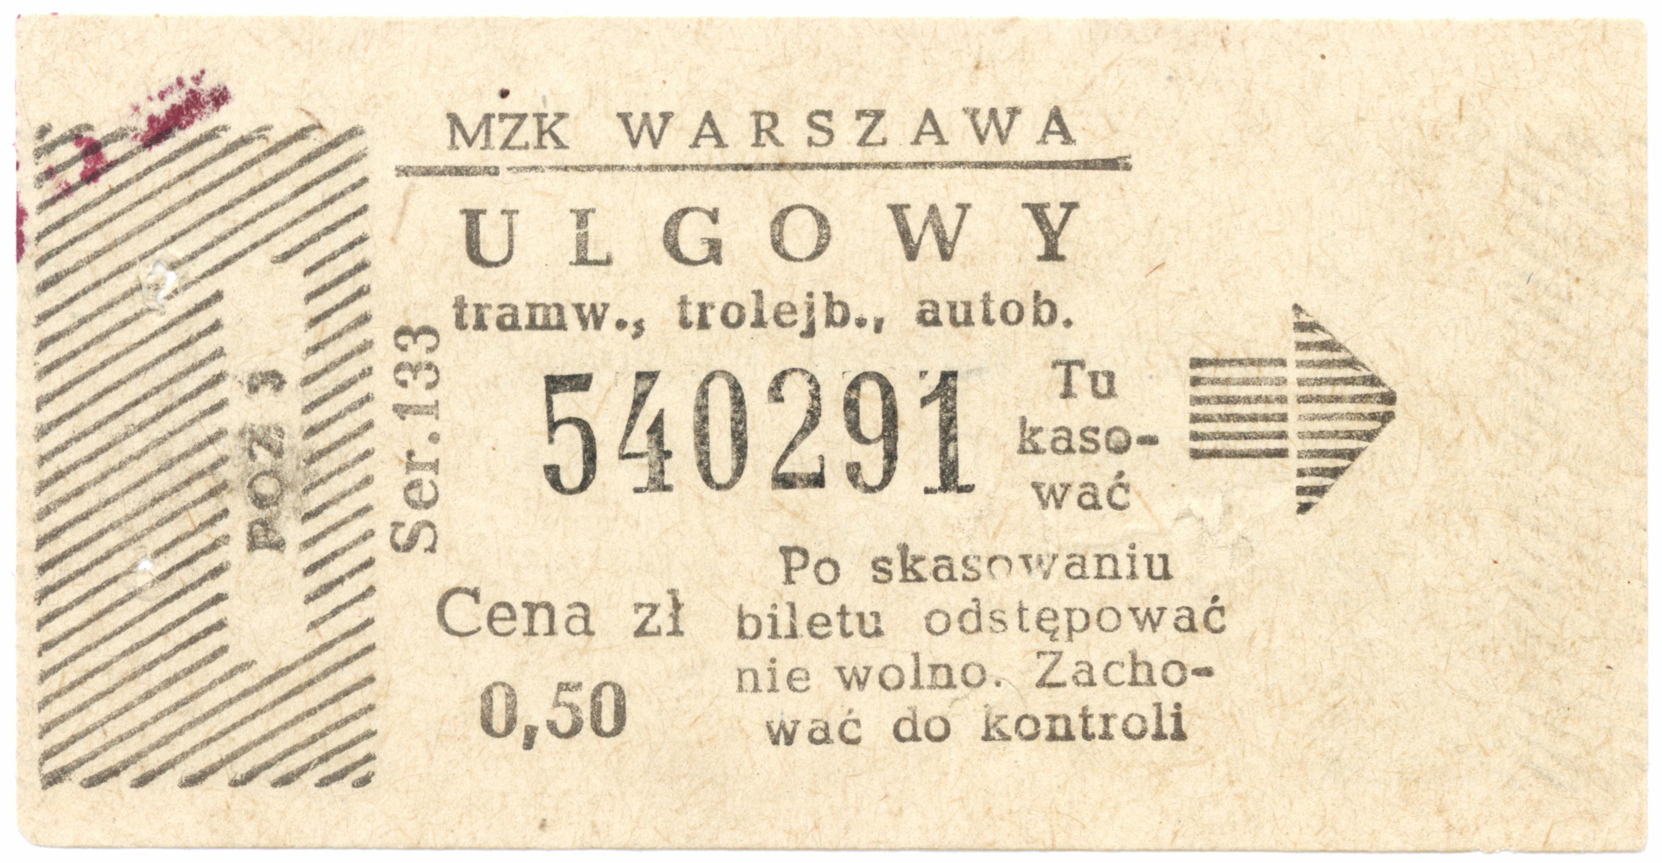 MZK WARSZAWA
ULGOWY
tramw., trolejb., autob.
540291
Tu
kaso-
wać
Ser.133
POZ 3
Cena zł
0,50
Po skasowaniu
biletu odstępować
nie wolno. Zacho-
wać do kontroli